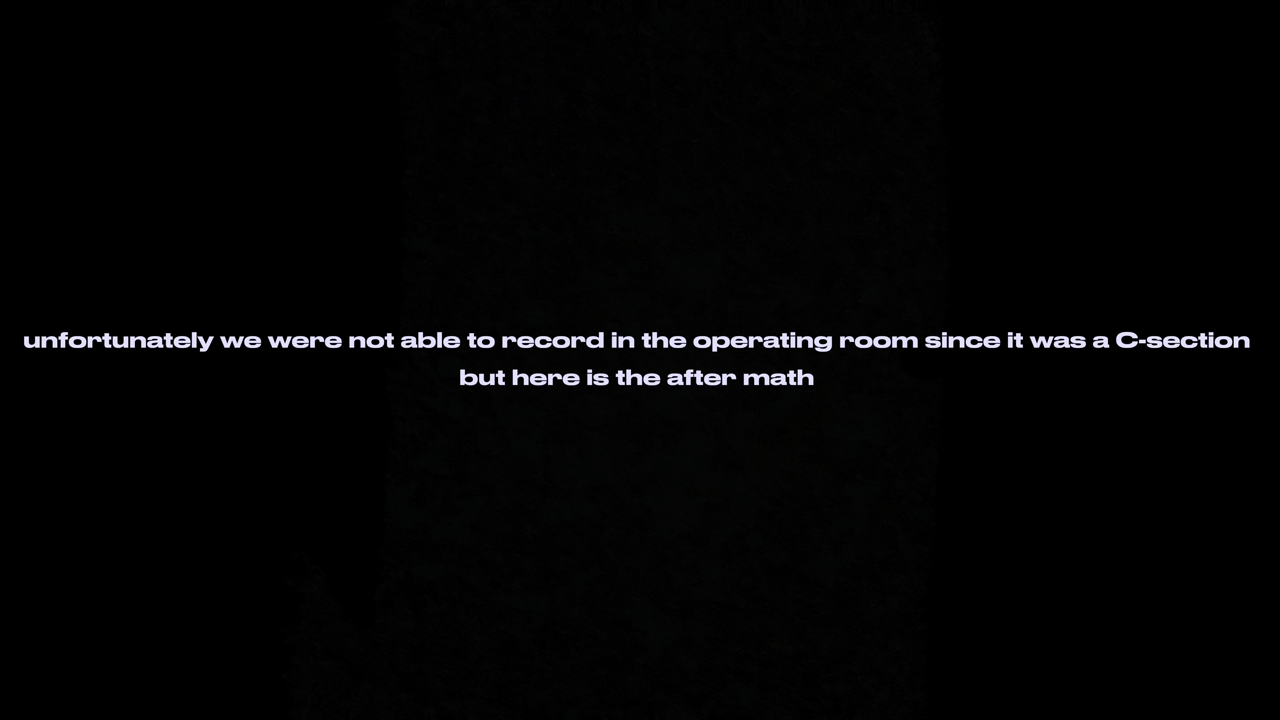 unfortunately we were not able to record in the operating room since it was a C-section
but here is the after math